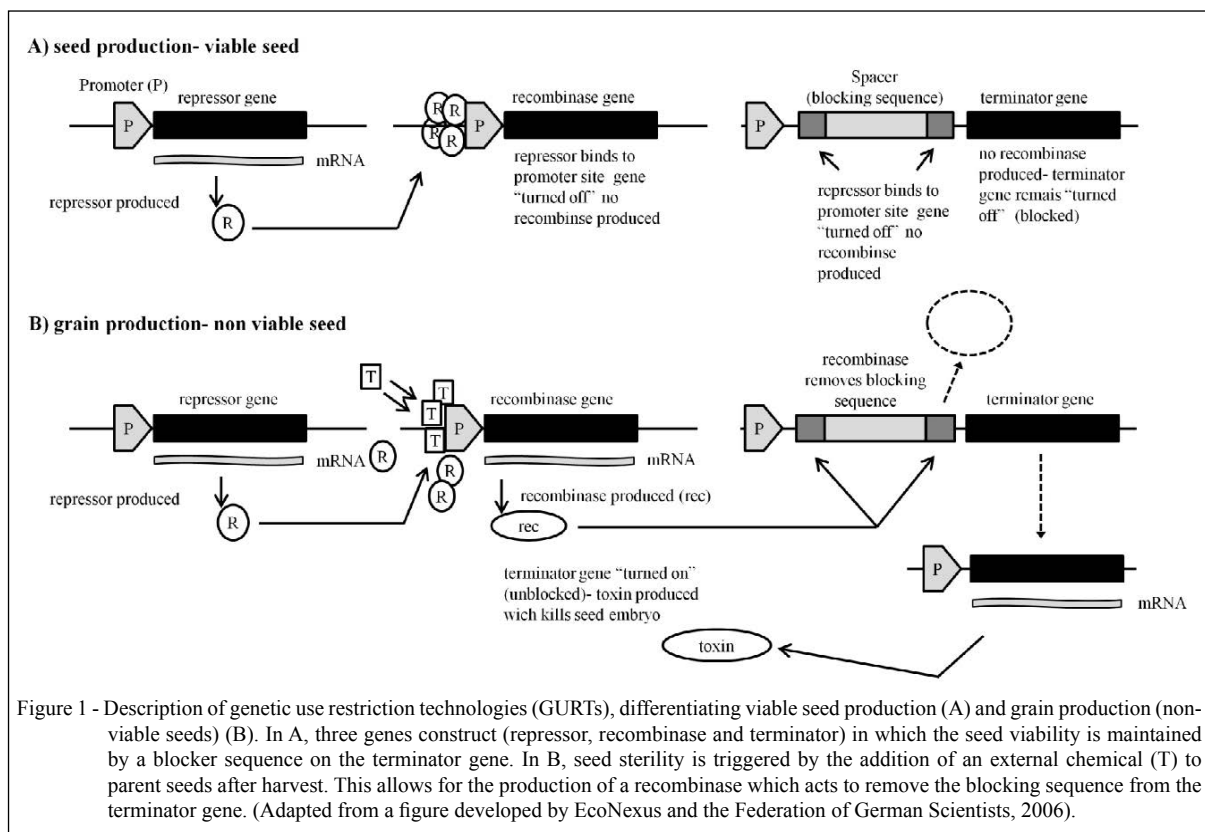 A) seed production- viable seed
Promoter (P)
repressor gene
P
mRNA
repressor produced
R
R
R
R
R
recombinase gene
P
repressor binds to
promoter site gene
“turned off” no
recombinse produced
Spacer
(blocking sequence)
terminator gene
P
repressor binds to
promoter site gene
“turned off” no
recombinse
produced
no recombinase
produced- terminator
gene remais “turned
off” (blocked)
B) grain production- non viable seed
repressor gene
P
mRNA
R
repressor produced
R
T
T
T
T
recombinase gene
P
R
R
mRNA
recombinase produced (rec)
rec
recombinase
removes blocking
sequence
terminator gene
P
terminator gene “turned on”
(unblocked)- toxin produced
wich kills seed embryo
P
mRNA
toxin
Figure 1 - Description of genetic use restriction technologies (GURTs), differentiating viable seed production (A) and grain production (non-
viable seeds) (B). In A, three genes construct (repressor, recombinase and terminator) in which the seed viability is maintained
by a blocker sequence on the terminator gene. In B, seed sterility is triggered by the addition of an external chemical (T) to
parent seeds after harvest. This allows for the production of a recombinase which acts to remove the blocking sequence from the
terminator gene. (Adapted from a figure developed by EcoNexus and the Federation of German Scientists, 2006).